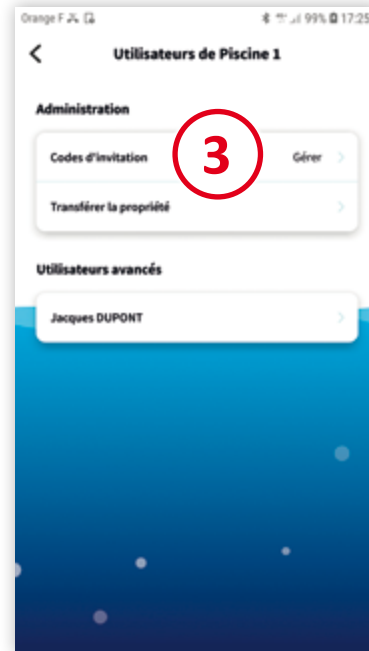 Orange F 99% 17:25
Utilisateurs de Piscine 1
Administration
Codes d'invitation 3 Gérer
Transférer la propriété
Utilisateurs avancés
Jacques DUPONT